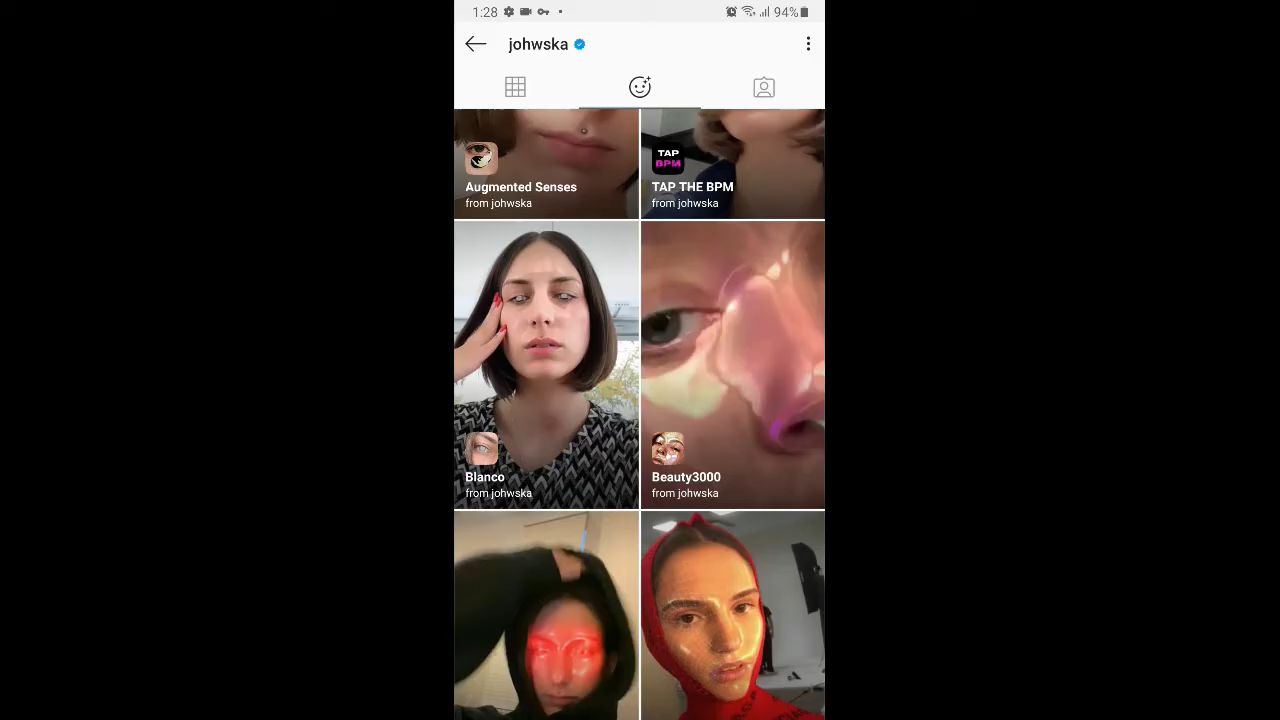 1:28
94%
johwska
Augmented Senses
from johwska
TAP
BPM
TAP THE BPM
from johwska
Blanco
from johwska
Beauty3000
from johwska